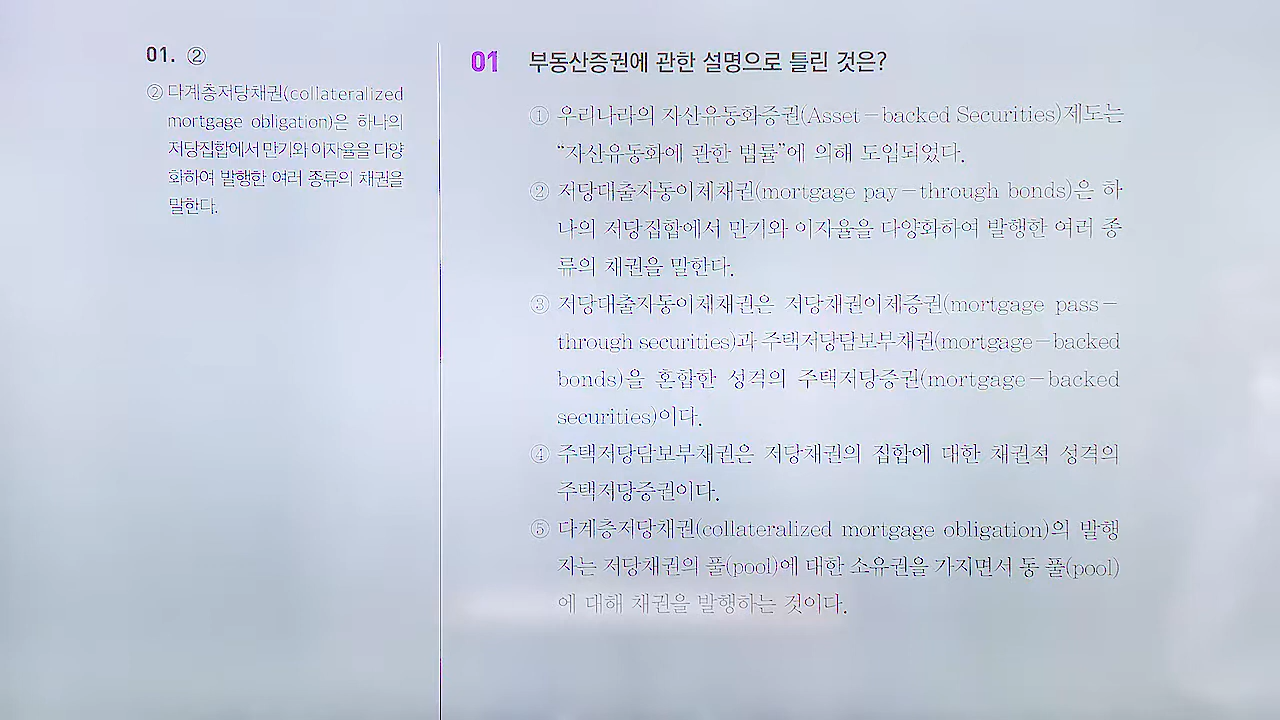 01. ②
② 다계층저당채권(collateralized
mortgage obligation)은 하나의
저당집합에서 만기와 이자율을 다양
화하여 발행한 여러 종류의 채권을
말한다.
01 부동산증권에 관한 설명으로 틀린 것은?
① 우리나라의 자산유동화증권(Asset-backed Securities)제도는
“자산유동화에 관한 법률”에 의해 도입되었다.
② 저당대출자동이체채권(mortgage pay-through bonds)은 하
나의 저당집합에서 만기와 이자율을 다양화하여 발행한 여러 종
류의 채권을 말한다.
③ 저당대출자동이체채권은 저당채권이체증권(mortgage pass-
through securities)과 주택저당담보부채권(mortgage-backed
bonds)을 혼합한 성격의 주택저당증권(mortgage-backed
securities)이다.
④ 주택저당담보부채권은 저당채권의 집합에 대한 채권적 성격의
주택저당증권이다.
⑤ 다계층저당채권(collateralized mortgage obligation)의 발행
자는 저당채권의 풀(pool)에 대한 소유권을 가지면서 동 풀(pool)
에 대해 채권을 발행하는 것이다.